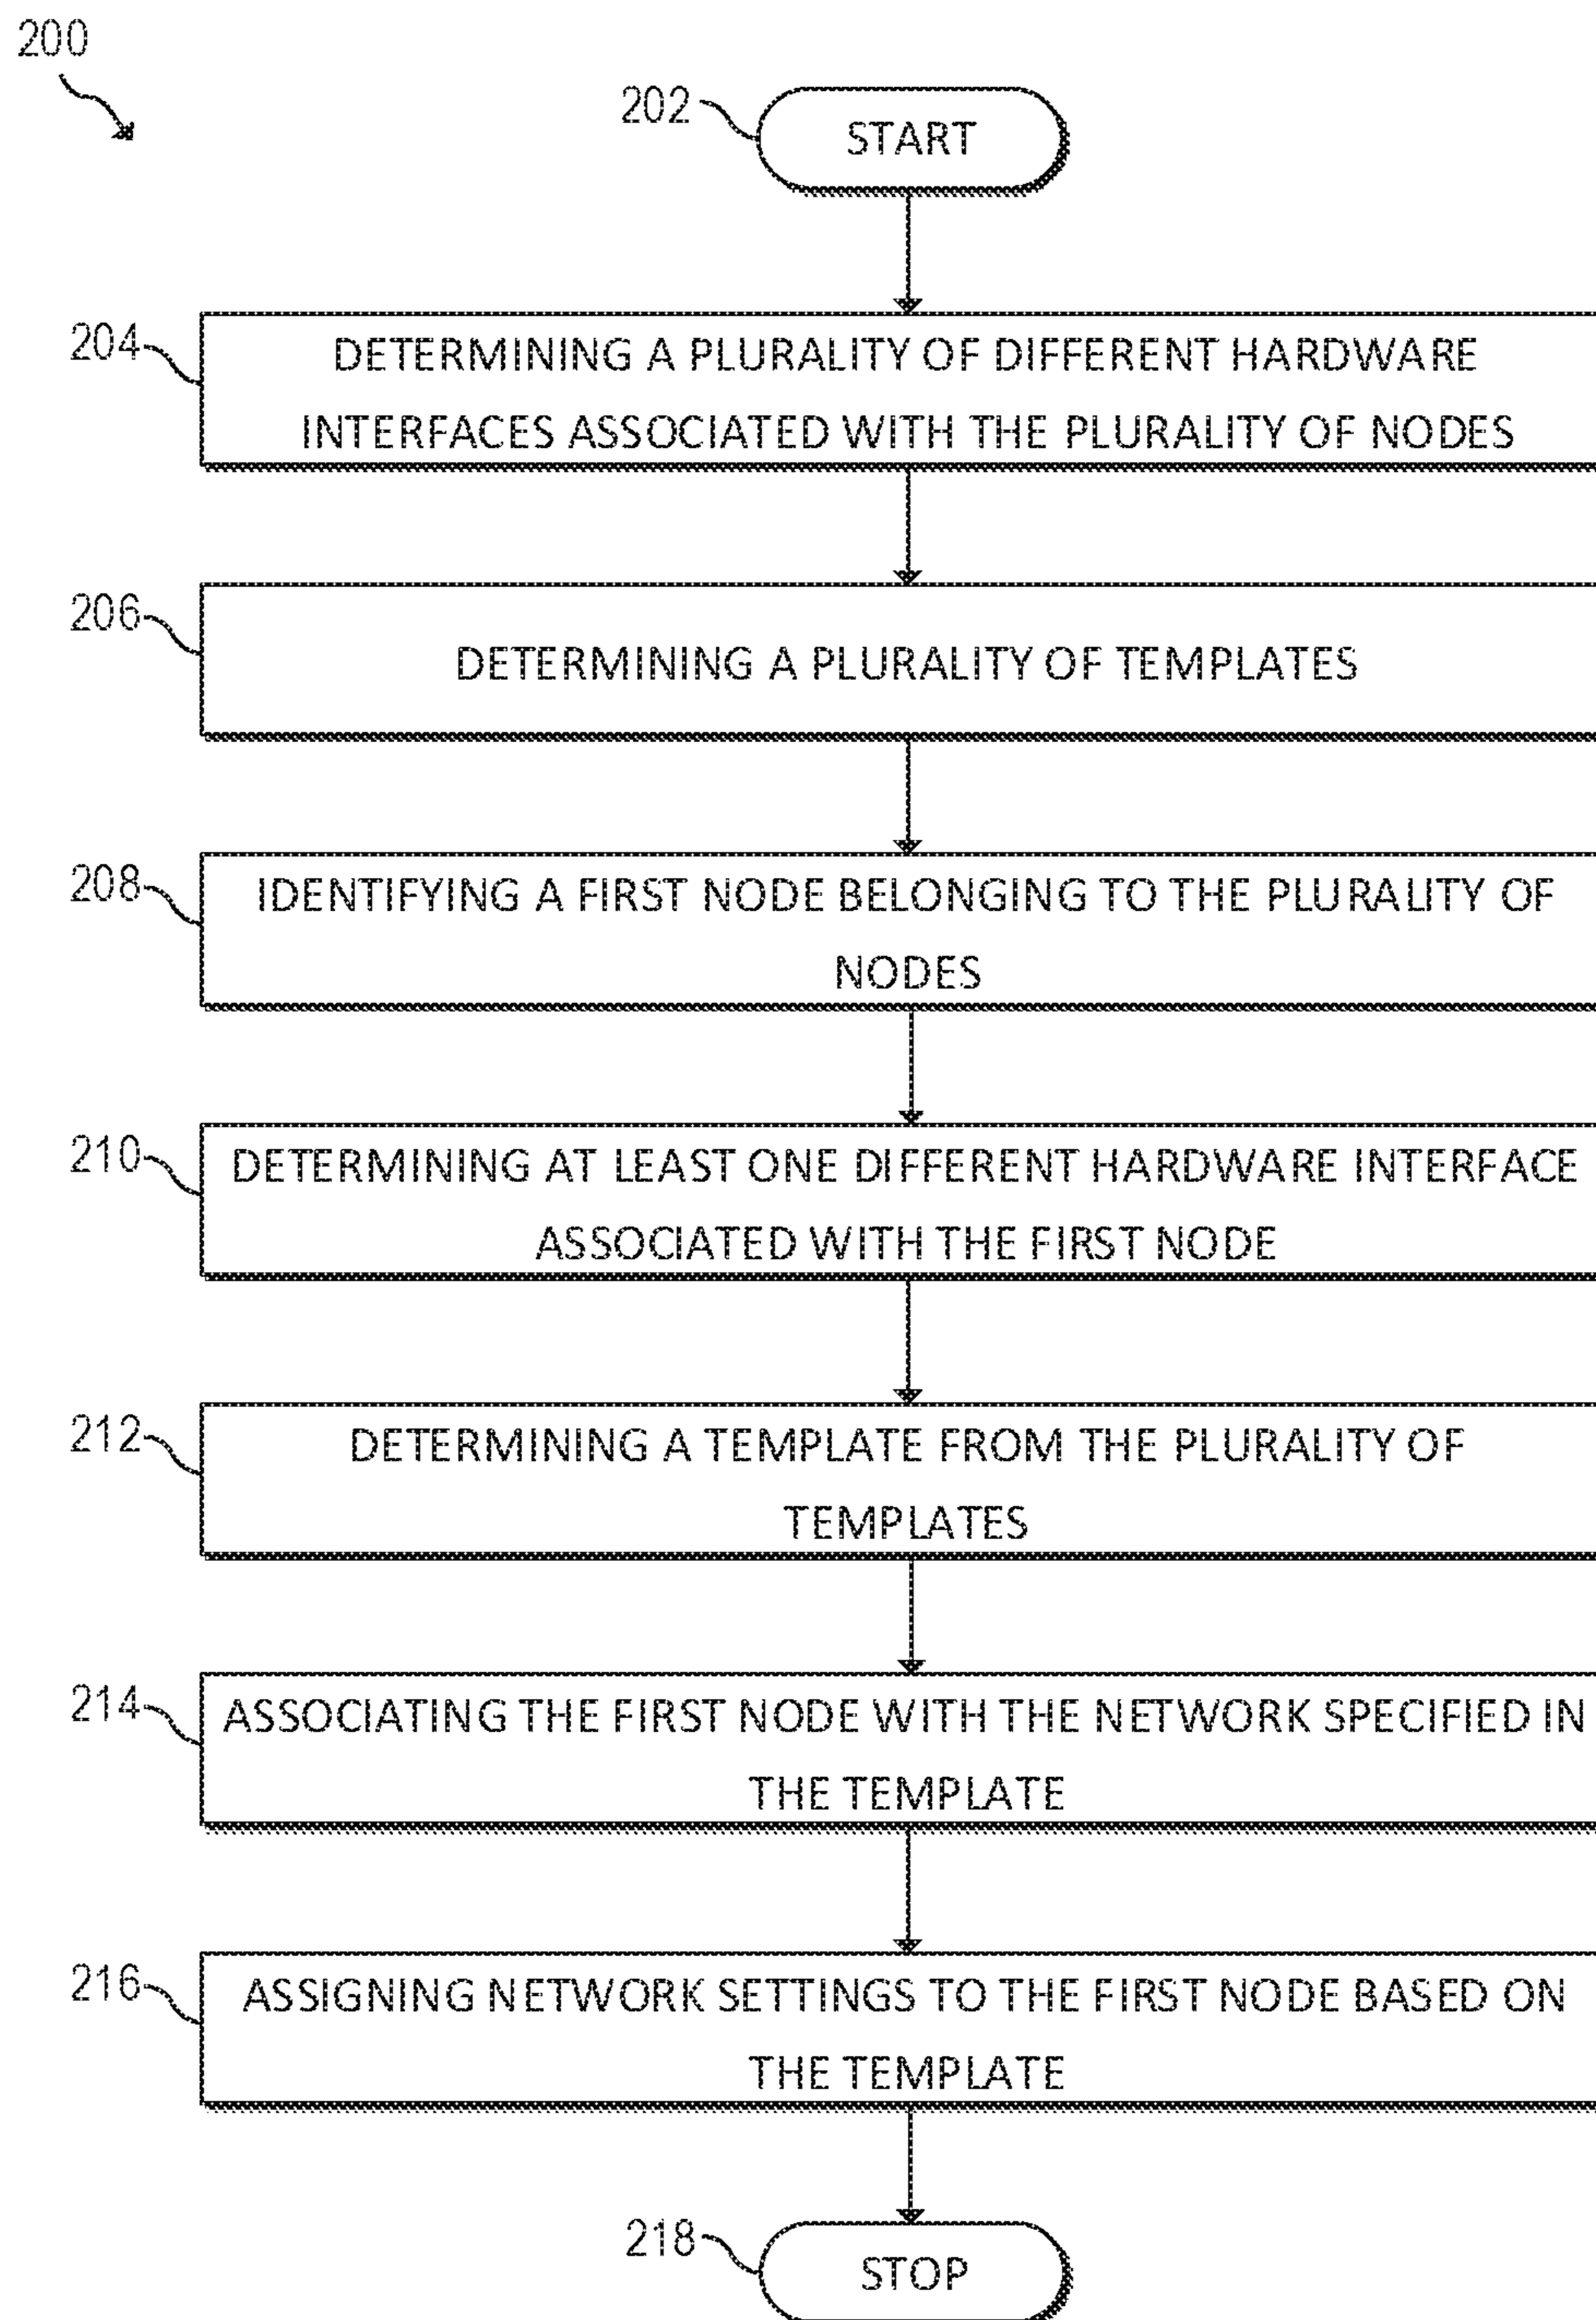 200
202
START
204
DETERMINING A PLURALITY OF DIFFERENT HARDWARE
INTERFACES ASSOCIATED WITH THE PLURALITY OF NODES
206
DETERMINING A PLURALITY OF TEMPLATES
208
IDENTIFYING A FIRST NODE BELONGING TO THE PLURALITY OF
NODES
210
DETERMINING AT LEAST ONE DIFFERENT HARDWARE INTERFACE
ASSOCIATED WITH THE FIRST NODE
212
DETERMINING A TEMPLATE FROM THE PLURALITY OF
TEMPLATES
214
ASSOCIATING THE FIRST NODE WITH THE NETWORK SPECIFIED IN
THE TEMPLATE
216
ASSIGNING NETWORK SETTINGS TO THE FIRST NODE BASED ON
THE TEMPLATE
218
STOP